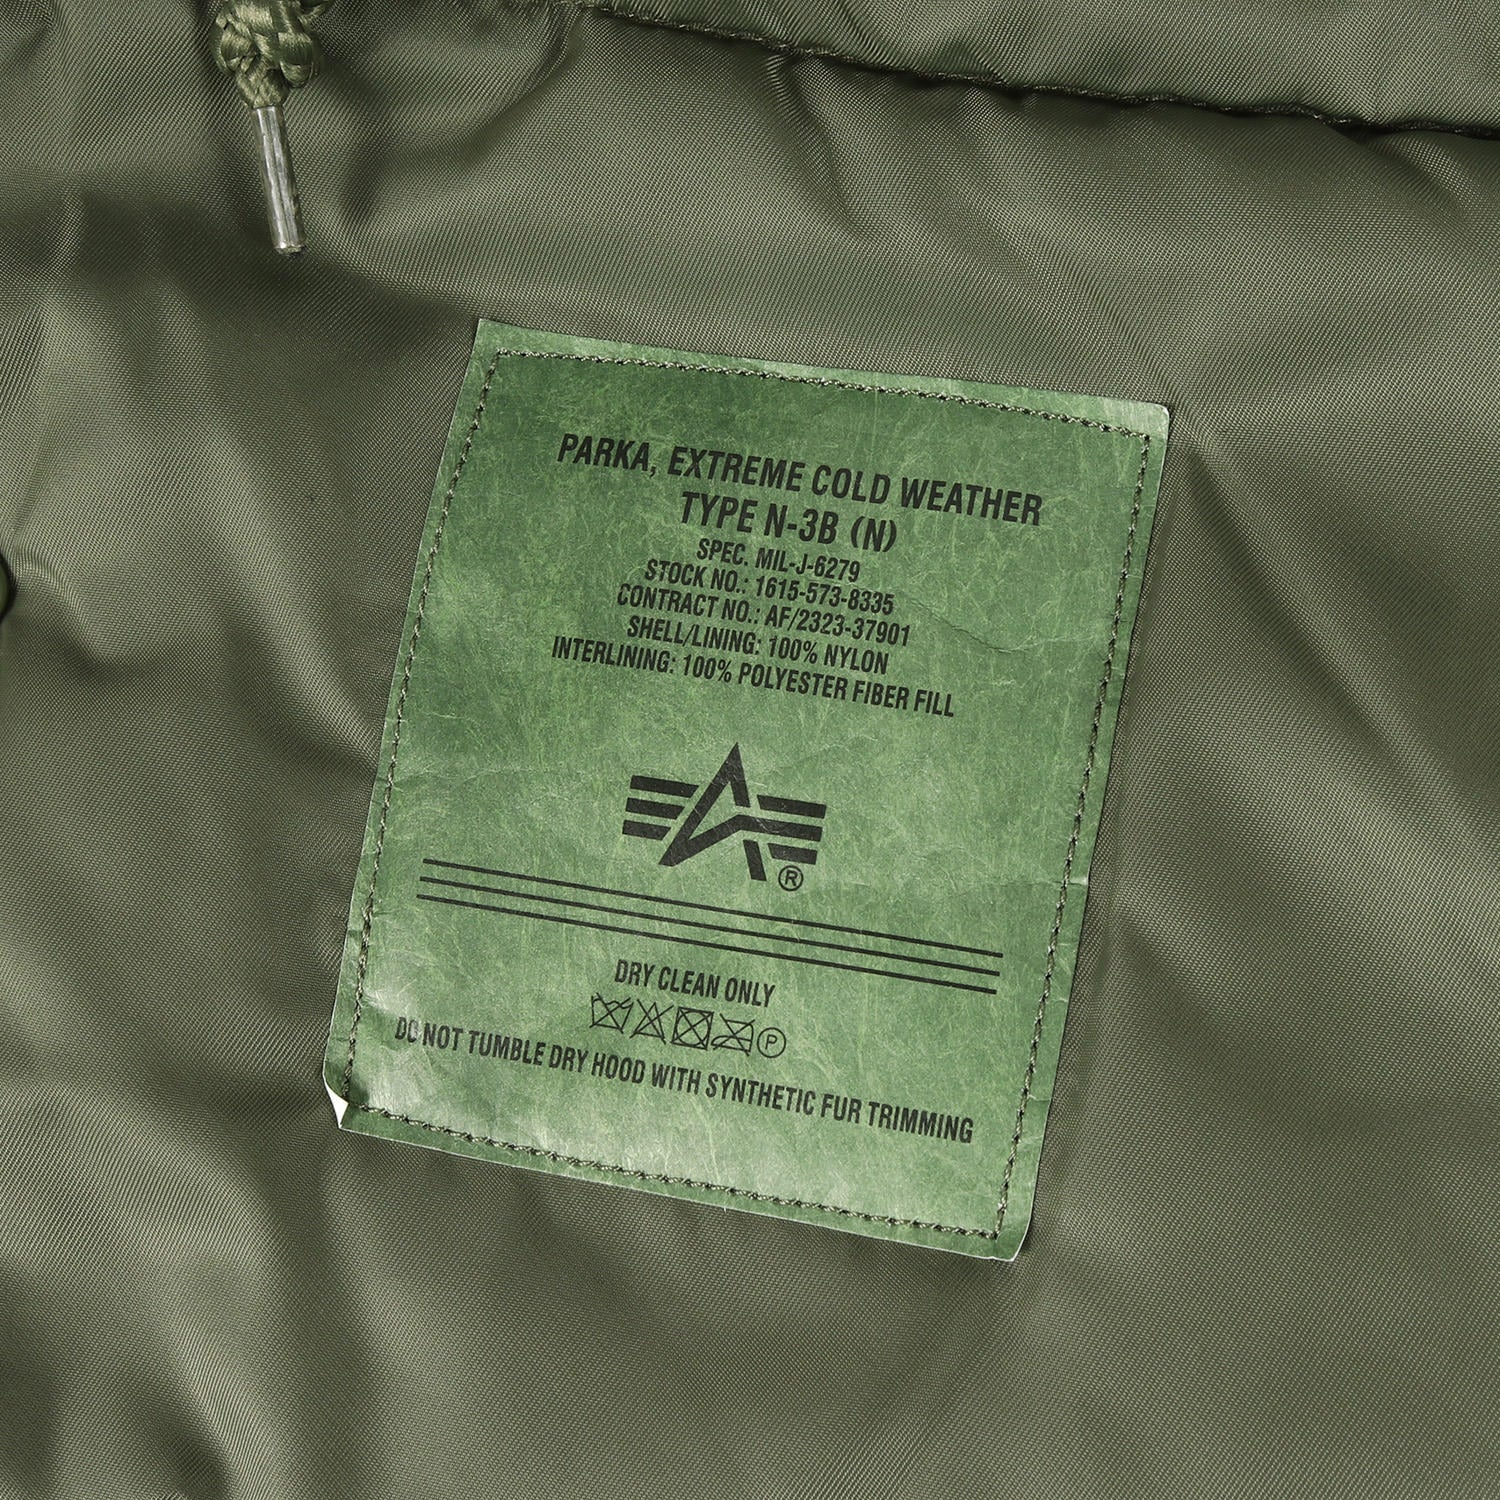 PARKA, EXTREME COLD WEATHER
TYPE N-3B (N)
SPEC. MIL-J-6279
STOCK NO.: 1615-573-8335
CONTRACT NO.: AF/2323-37901
SHELL/LINING: 100% NYLON
INTERLINING: 100% POLYESTER FIBER FILL
®
DRY CLEAN ONLY
P
DO NOT TUMBLE DRY HOOD WITH SYNTHETIC FUR TRIMMING